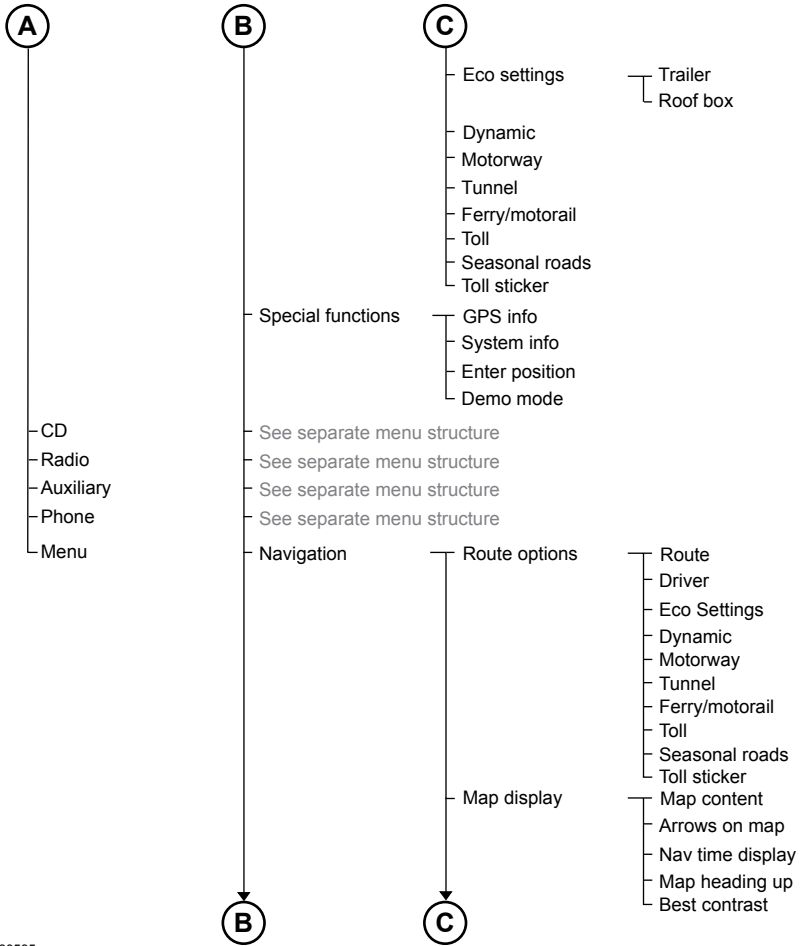 A B C
Eco settings Trailer
Roof box
Dynamic
Motorway
Tunnel
Ferry/motorail
Toll
Seasonal roads
Toll sticker
Special functions GPS info
System info
Enter position
Demo mode
CD See separate menu structure
Radio See separate menu structure
Auxiliary See separate menu structure
Phone See separate menu structure
Menu Navigation Route options Route
Driver
Eco Settings
Dynamic
Motorway
Tunnel
Ferry/motorail
Toll
Seasonal roads
Toll sticker
Map display Map content
Arrows on map
Nav time display
Map heading up
Best contrast
B C